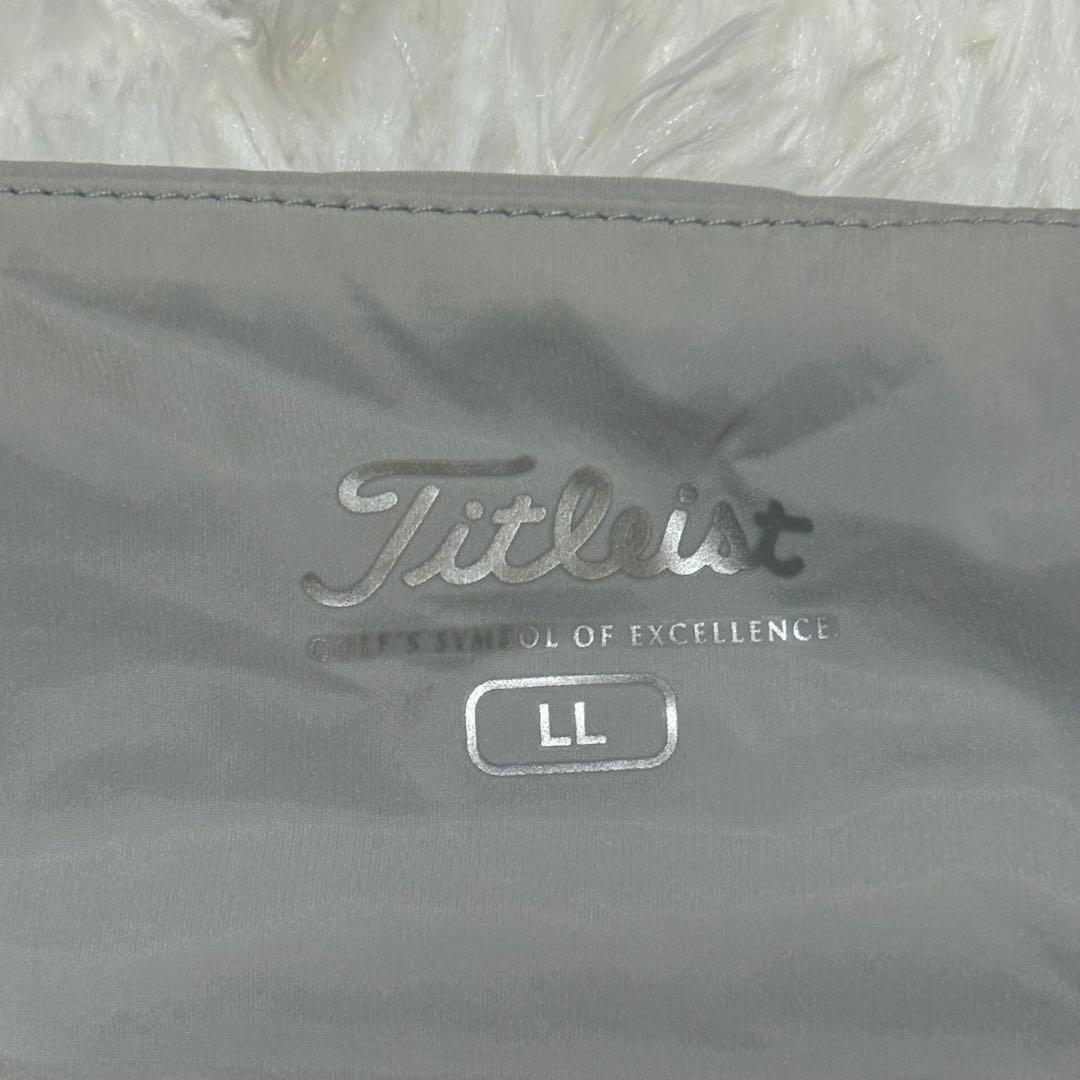 Titleist
GOLF'S SYMBOL OF EXCELLENCE.
LL